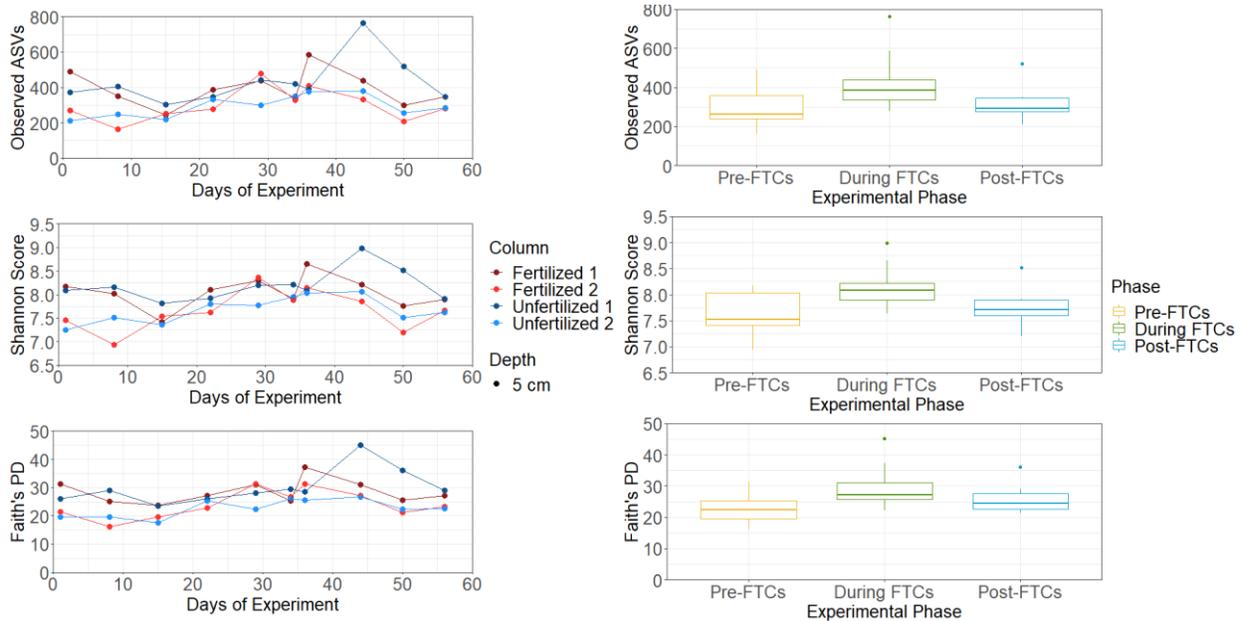 Observed ASVs
800
600
400
200
0
0 10 20 30 40 50 60
Days of Experiment
Observed ASVs
800
600
400
200
0
Pre-FTCs During FTCs Post-FTCs
Experimental Phase
Shannon Score
9.5
9.0
8.5
8.0
7.5
7.0
6.5
0 10 20 30 40 50 60
Days of Experiment
Column
Fertilized 1
Fertilized 2
Unfertilized 1
Unfertilized 2
Depth
5 cm
Shannon Score
9.5
9.0
8.5
8.0
7.5
7.0
6.5
Pre-FTCs During FTCs Post-FTCs
Experimental Phase
Phase
Pre-FTCs
During FTCs
Post-FTCs
Faith's PD
50
40
30
20
10
0
0 10 20 30 40 50 60
Days of Experiment
Faith's PD
50
40
30
20
10
0
Pre-FTCs During FTCs Post-FTCs
Experimental Phase